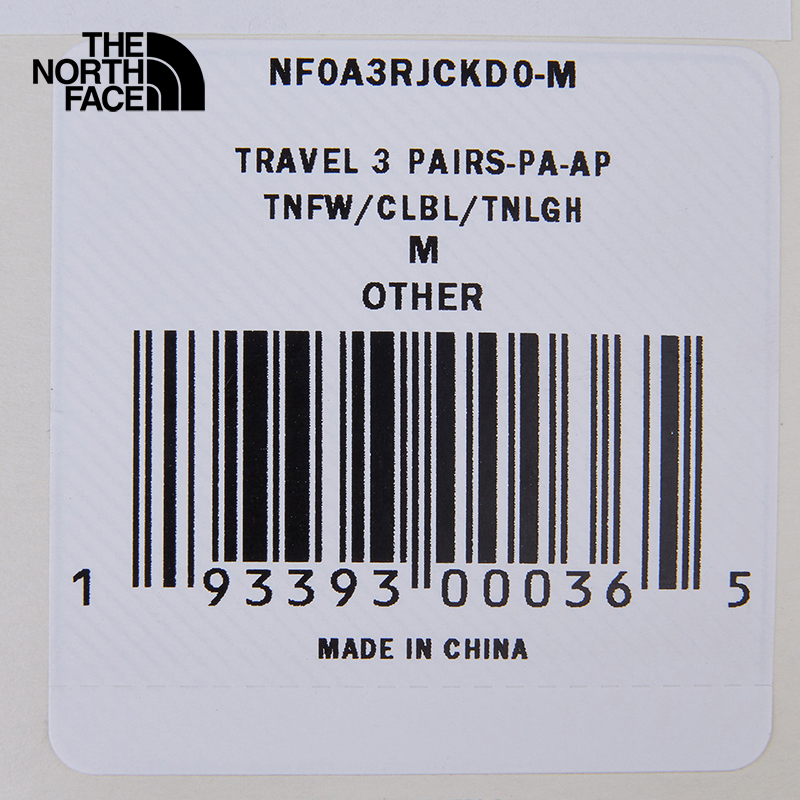 THE
NORTH
FACE
NF0A3RJCKD0-M
TRAVEL 3 PAIRS-PA-AP
TNFW/CLBL/TNLGH
M
OTHER
1 93393 00036 5
MADE IN CHINA